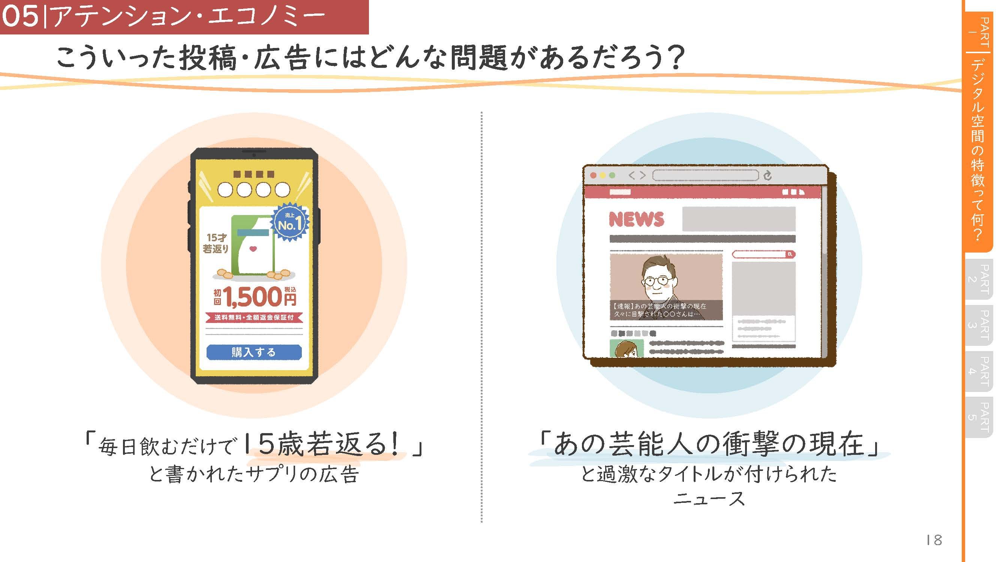 05|アテンション・エコノミー
こういった投稿・広告にはどんな問題があるだろう？
売上
No.1
15才
若返り
初回1,500円税込
送料無料・全額返金保証付
購入する
「毎日飲むだけで15歳若返る！」
と書かれたサプリの広告
NEWS
【速報】あの芸能人の衝撃の現在
久々に目撃された〇〇さんは…
「あの芸能人の衝撃の現在」
と過激なタイトルが付けられた
ニュース
PART 1
デジタル空間の特徴って何？
PART 2
PART 3
PART 4
PART 5
18